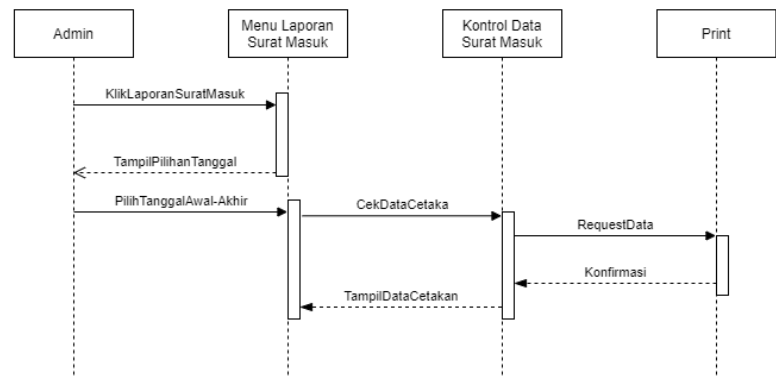 Admin
Menu Laporan
Surat Masuk
Kontrol Data
Surat Masuk
Print
KlikLaporanSuratMasuk
TampilPilihanTanggal
PilihTanggalAwal-Akhir
CekDataCetaka
RequestData
Konfirmasi
TampilDataCetakan